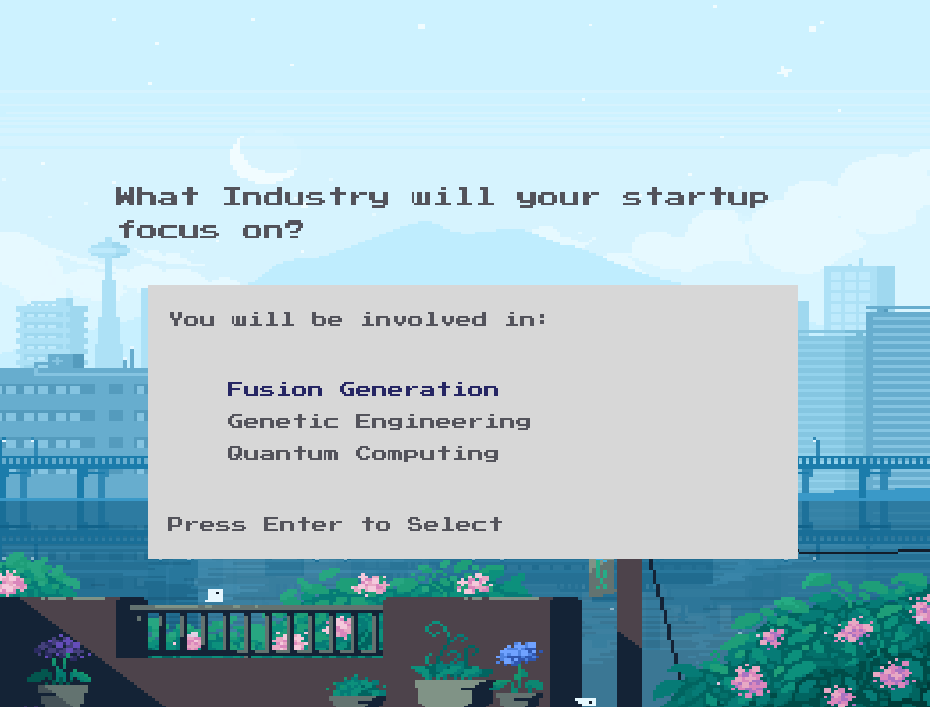 What Industry will your startup
focus on?
You will be involved in:
Fusion Generation
Genetic Engineering
Quantum Computing
Press Enter to Select